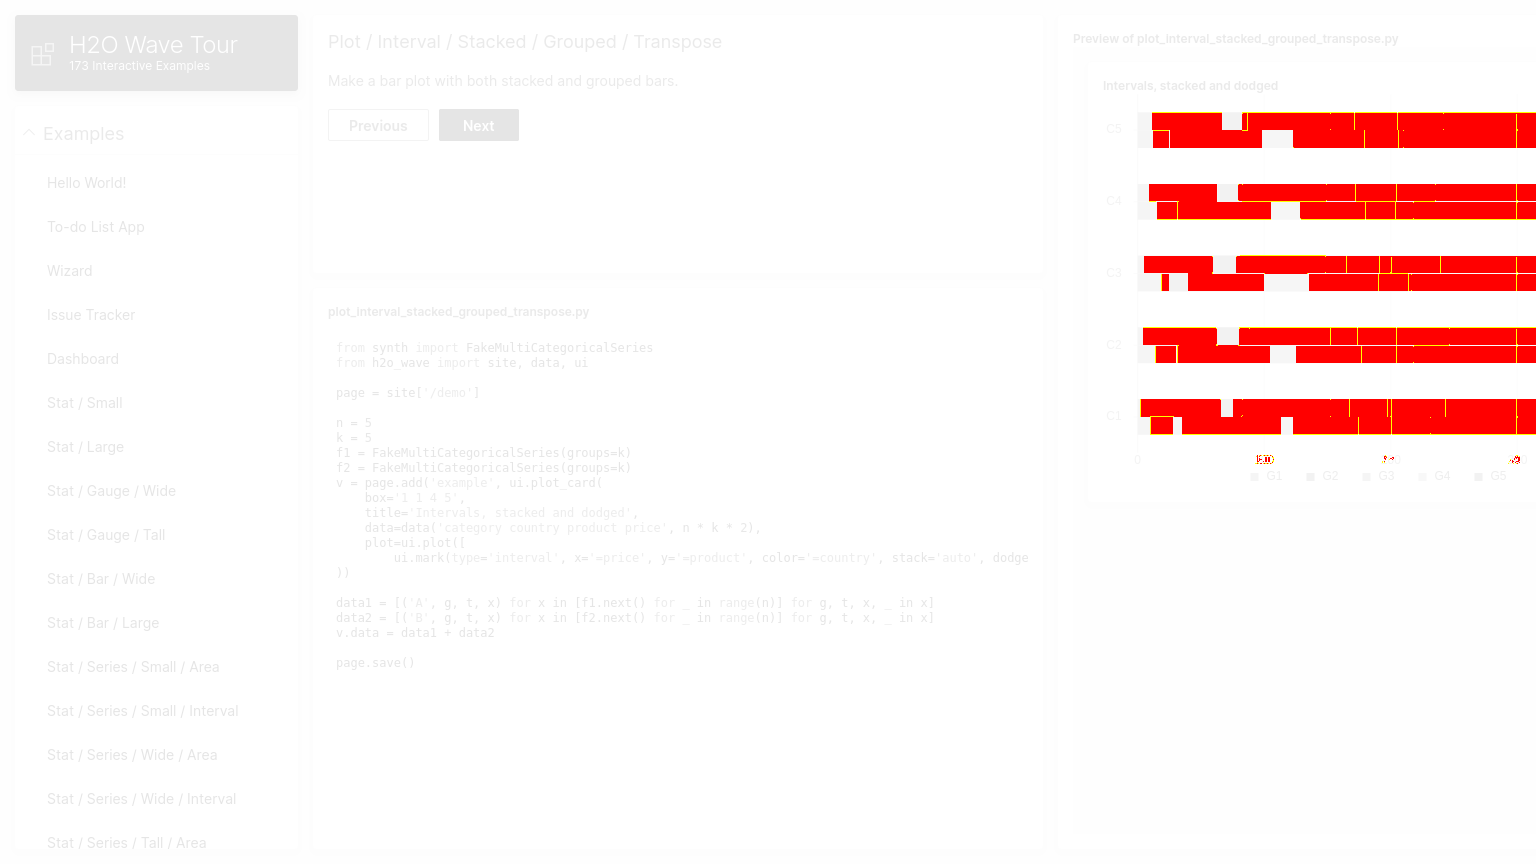 H2O Wave Tour
173 Interactive Examples
Examples
Hello World!
To-do List App
Wizard
Issue Tracker
Dashboard
Stat / Small
Stat / Large
Stat / Gauge / Wide
Stat / Gauge / Tall
Stat / Bar / Wide
Stat / Bar / Large
Stat / Series / Small / Area
Stat / Series / Small / Interval
Stat / Series / Wide / Area
Stat / Series / Wide / Interval
Stat / Series / Tall / Area
Plot / Interval / Stacked / Grouped / Transpose
Make a bar plot with both stacked and grouped bars.
Previous Next
plot_interval_stacked_grouped_transpose.py
from synth import FakeMultiCategoricalSeries
from h2o_wave import site, data, ui
page = site['/demo']
n = 5
k = 5
f1 = FakeMultiCategoricalSeries(groups=k)
f2 = FakeMultiCategoricalSeries(groups=k)
v = page.add('example', ui.plot_card(
box='1 1 4 5',
title='Intervals, stacked and dodged',
data=data('category country product price', n * k * 2),
plot=ui.plot([
ui.mark(type='interval', x='=price', y='=product', color='=country', stack='auto', dodge
))
data1 = [('A', g, t, x) for x in [f1.next() for _ in range(n)] for g, t, x, _ in x]
data2 = [('B', g, t, x) for x in [f2.next() for _ in range(n)] for g, t, x, _ in x]
v.data = data1 + data2
page.save()
Preview of plot_interval_stacked_grouped_transpose.py
Intervals, stacked and dodged
C5
C4
C3
C2
C1
0
G1 G2 G3 G4 G5